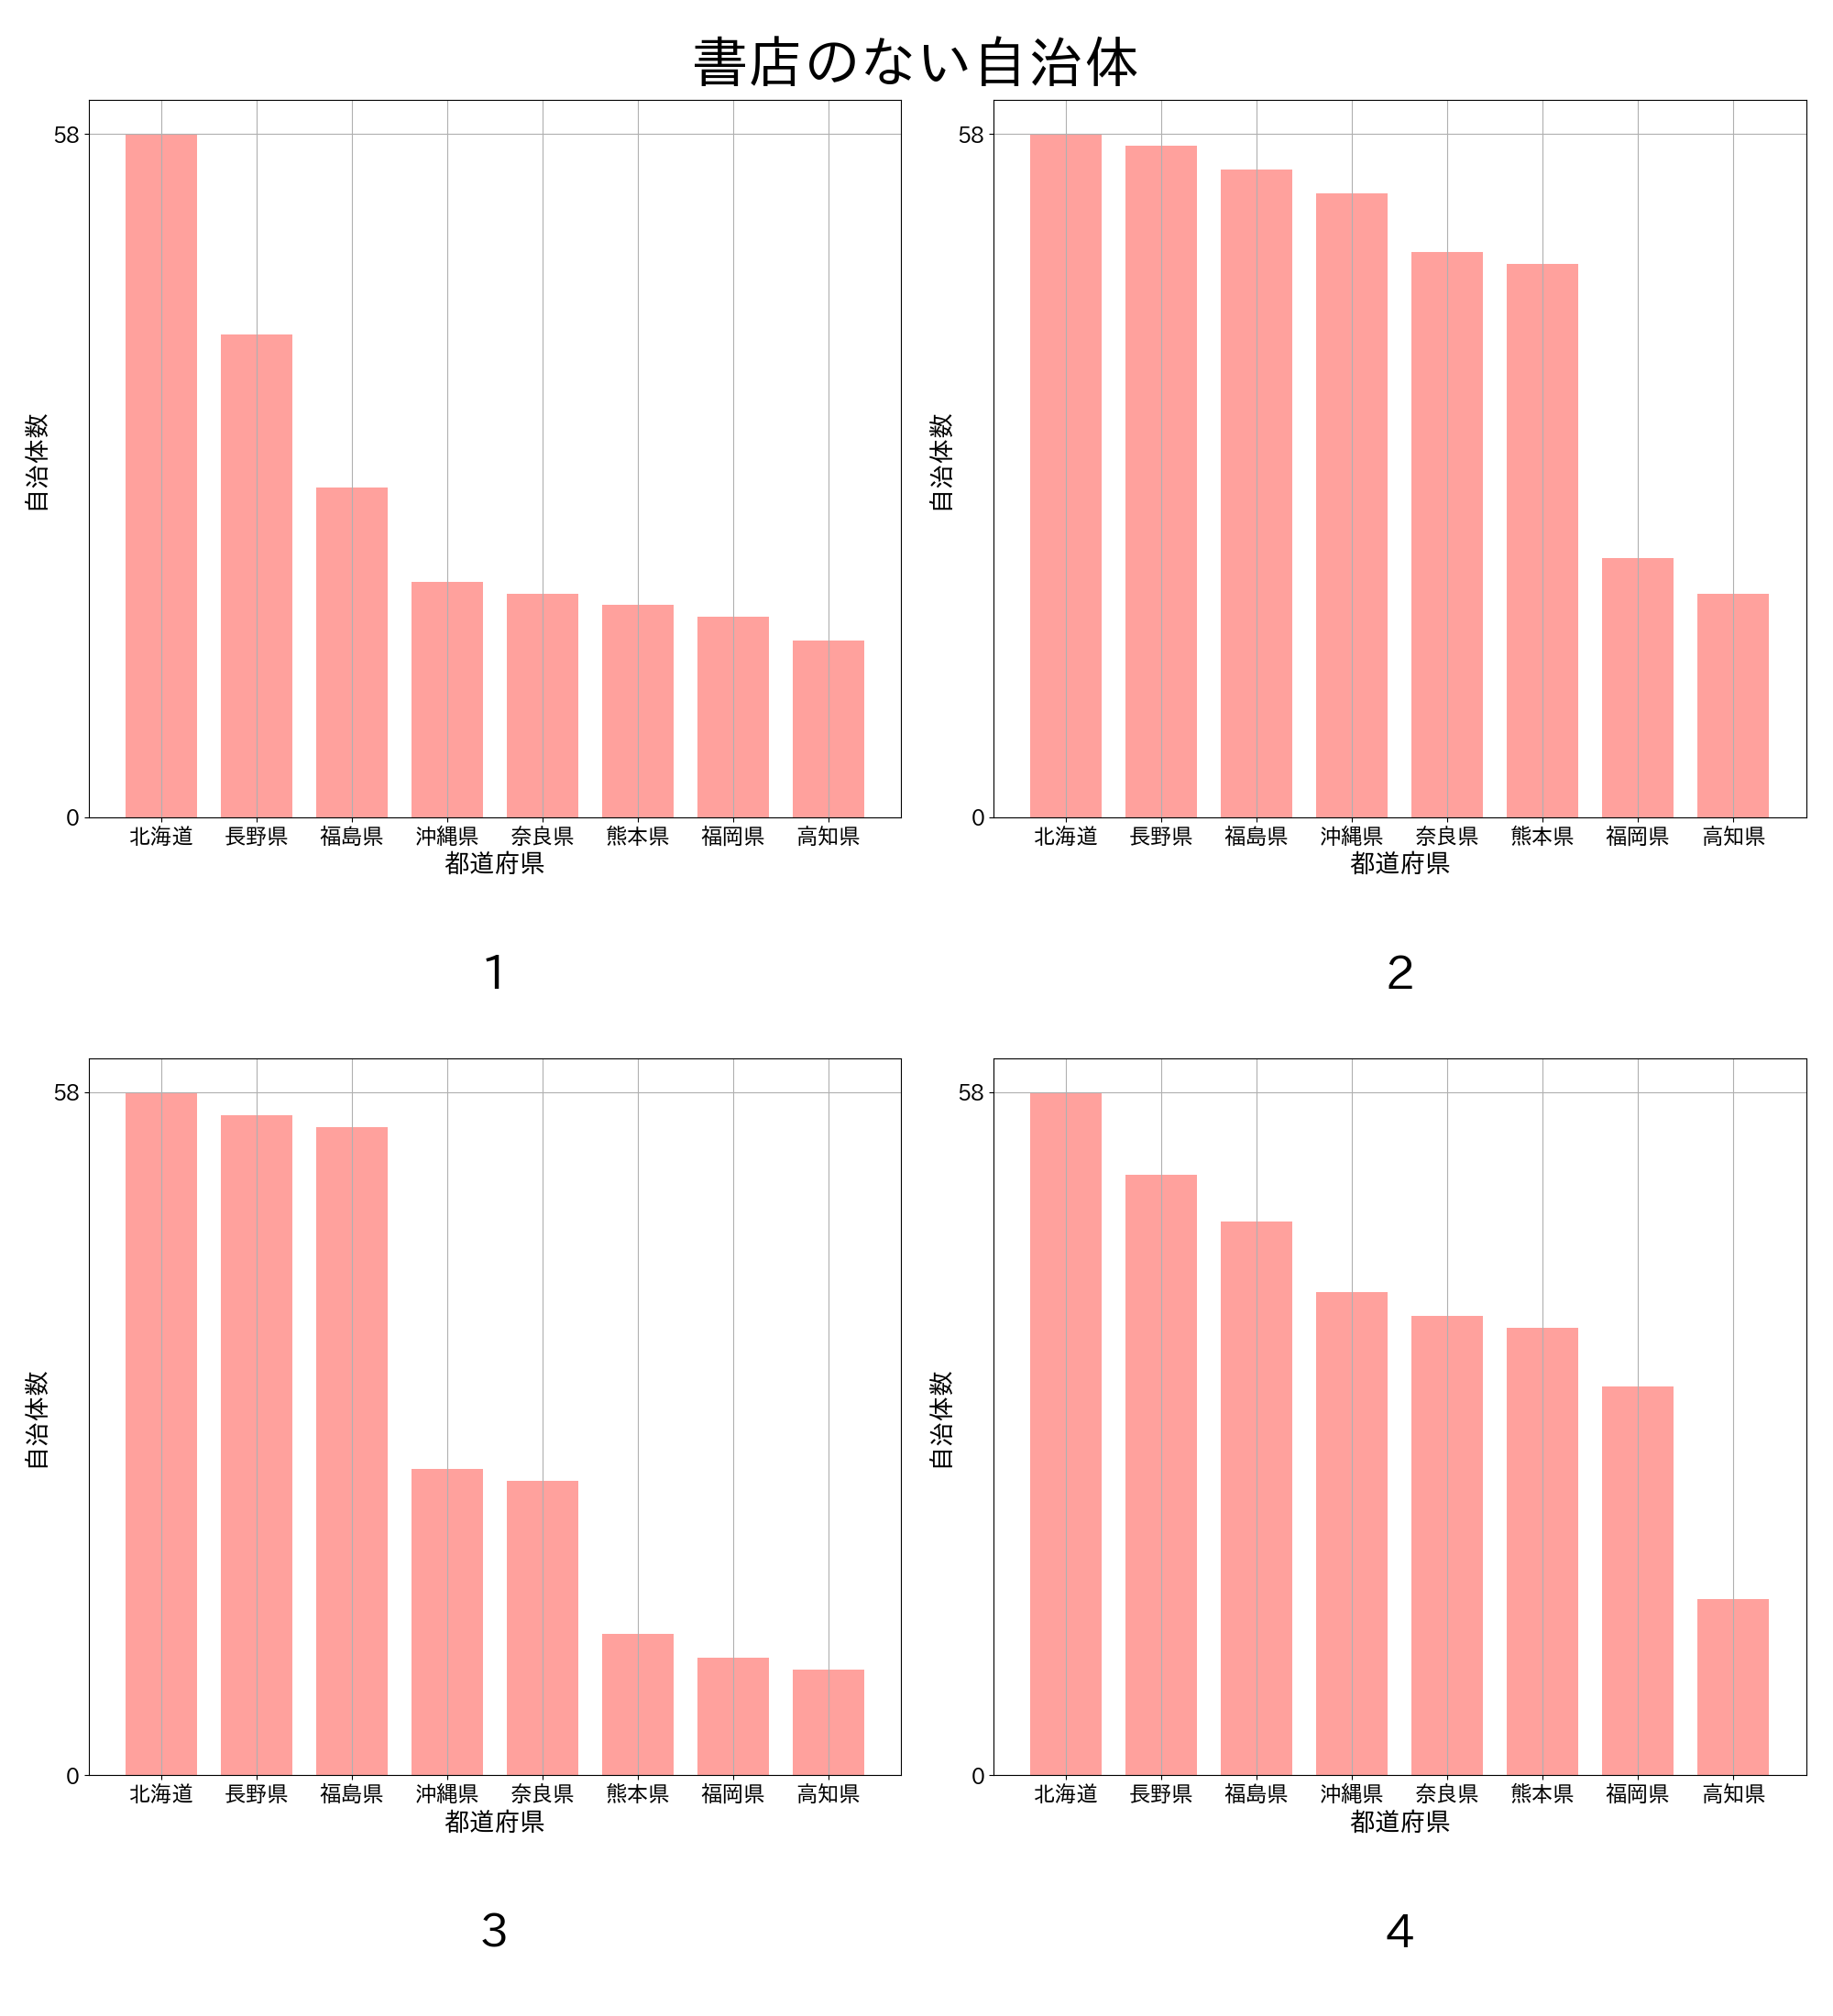 書店のない自治体
58
0
自治体数
北海道 長野県 福島県 沖縄県 奈良県 熊本県 福岡県 高知県
都道府県
1
58
0
自治体数
北海道 長野県 福島県 沖縄県 奈良県 熊本県 福岡県 高知県
都道府県
2
58
0
自治体数
北海道 長野県 福島県 沖縄県 奈良県 熊本県 福岡県 高知県
都道府県
3
58
0
自治体数
北海道 長野県 福島県 沖縄県 奈良県 熊本県 福岡県 高知県
都道府県
4